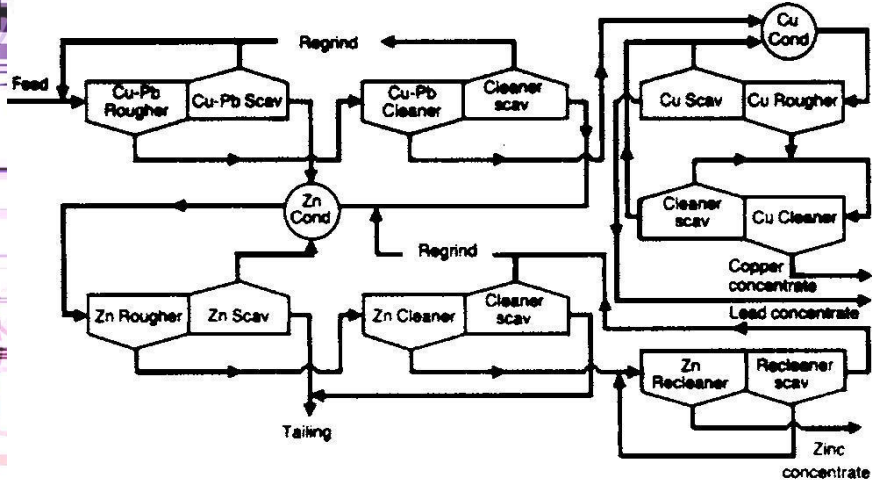 Regrind
Cu
Cond
Feed
Cu-Pb
Rougher
Cu-Pb Scav
Cu-Pb
Cleaner
Cleaner
scav
Cu Scav
Cu Rougher
Zn
Cond
Cleaner
scav
Cu Cleaner
Regrind
Copper
concentrate
Zn Rougher
Zn Scav
Zn Cleaner
Cleaner
scav
Lead concentrate
Zn
Recleaner
Recleaner
scav
Tailing
Zinc
concentrate